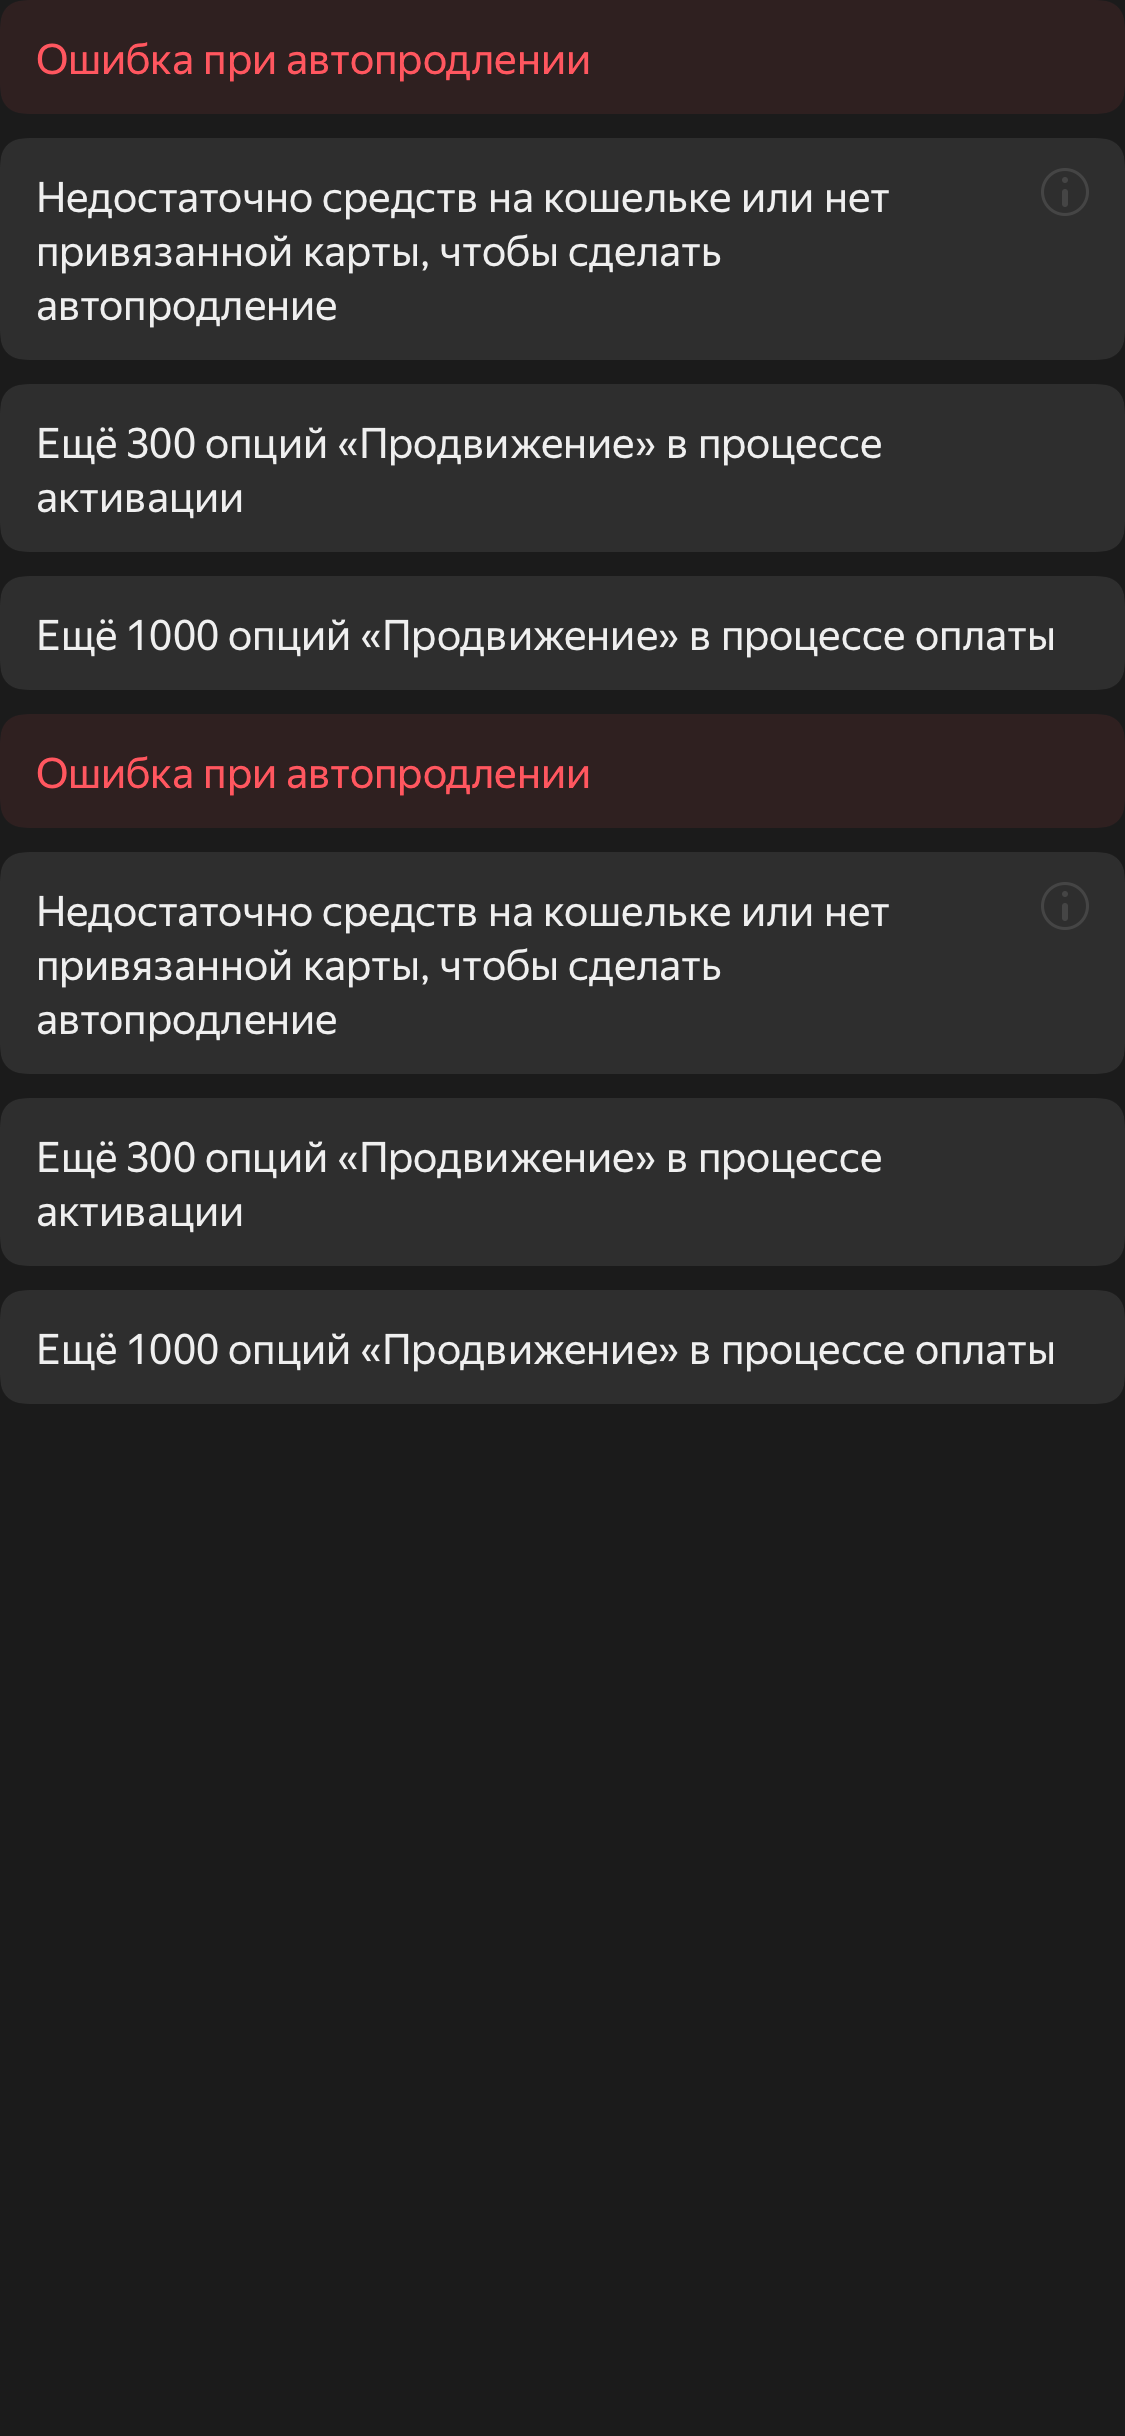 Ошибка при автопродлении
Недостаточно средств на кошельке или нет
привязанной карты, чтобы сделать
автопродление
Ещё 300 опций «Продвижение» в процессе
активации
Ещё 1000 опций «Продвижение» в процессе оплаты
Ошибка при автопродлении
Недостаточно средств на кошельке или нет
привязанной карты, чтобы сделать
автопродление
Ещё 300 опций «Продвижение» в процессе
активации
Ещё 1000 опций «Продвижение» в процессе оплаты